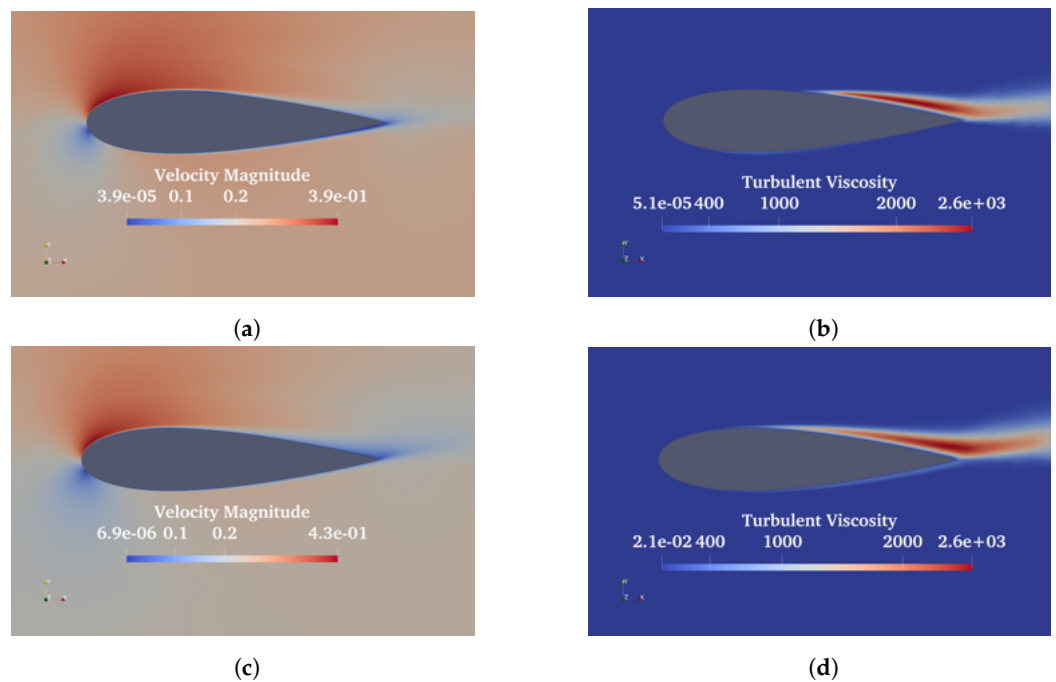 Velocity Magnitude
3.9e-05 0.1 0.2 3.9e-01
(a)
Turbulent Viscosity
5.1e-05 400 1000 2000 2.6e+03
(b)
Velocity Magnitude
6.9e-06 0.1 0.2 4.3e-01
(c)
Turbulent Viscosity
2.1e-02 400 1000 2000 2.6e+03
(d)